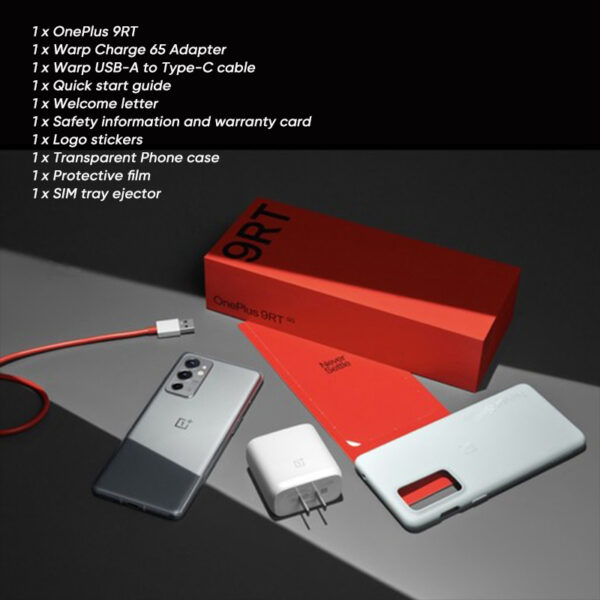 1 x OnePlus 9RT
1 x Warp Charge 65 Adapter
1 x Warp USB-A to Type-C cable
1 x Quick start guide
1 x Welcome letter
1 x Safety information and warranty card
1 x Logo stickers
1 x Transparent Phone case
1 x Protective film
1 x SIM tray ejector
9RT
OnePlus 9RT 5G
Never
Settle